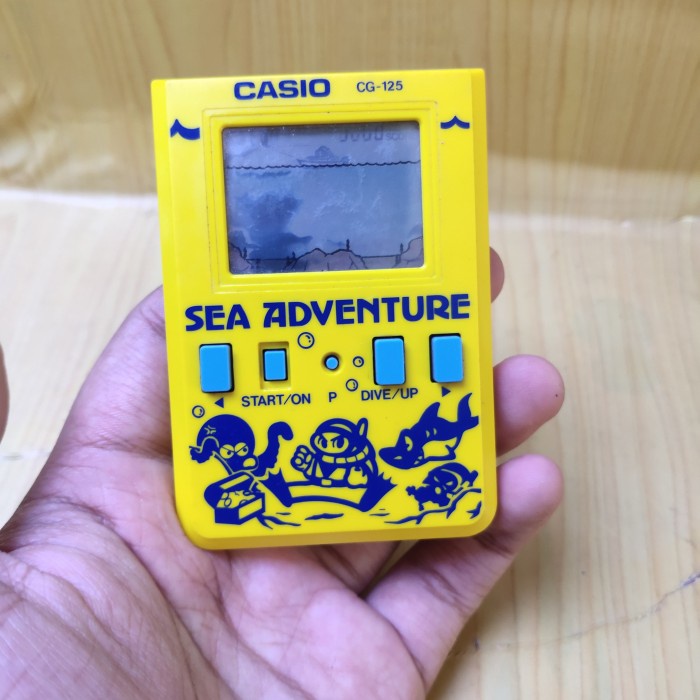 CASIO CG-125
SEA ADVENTURE
START/ON P DIVE/UP